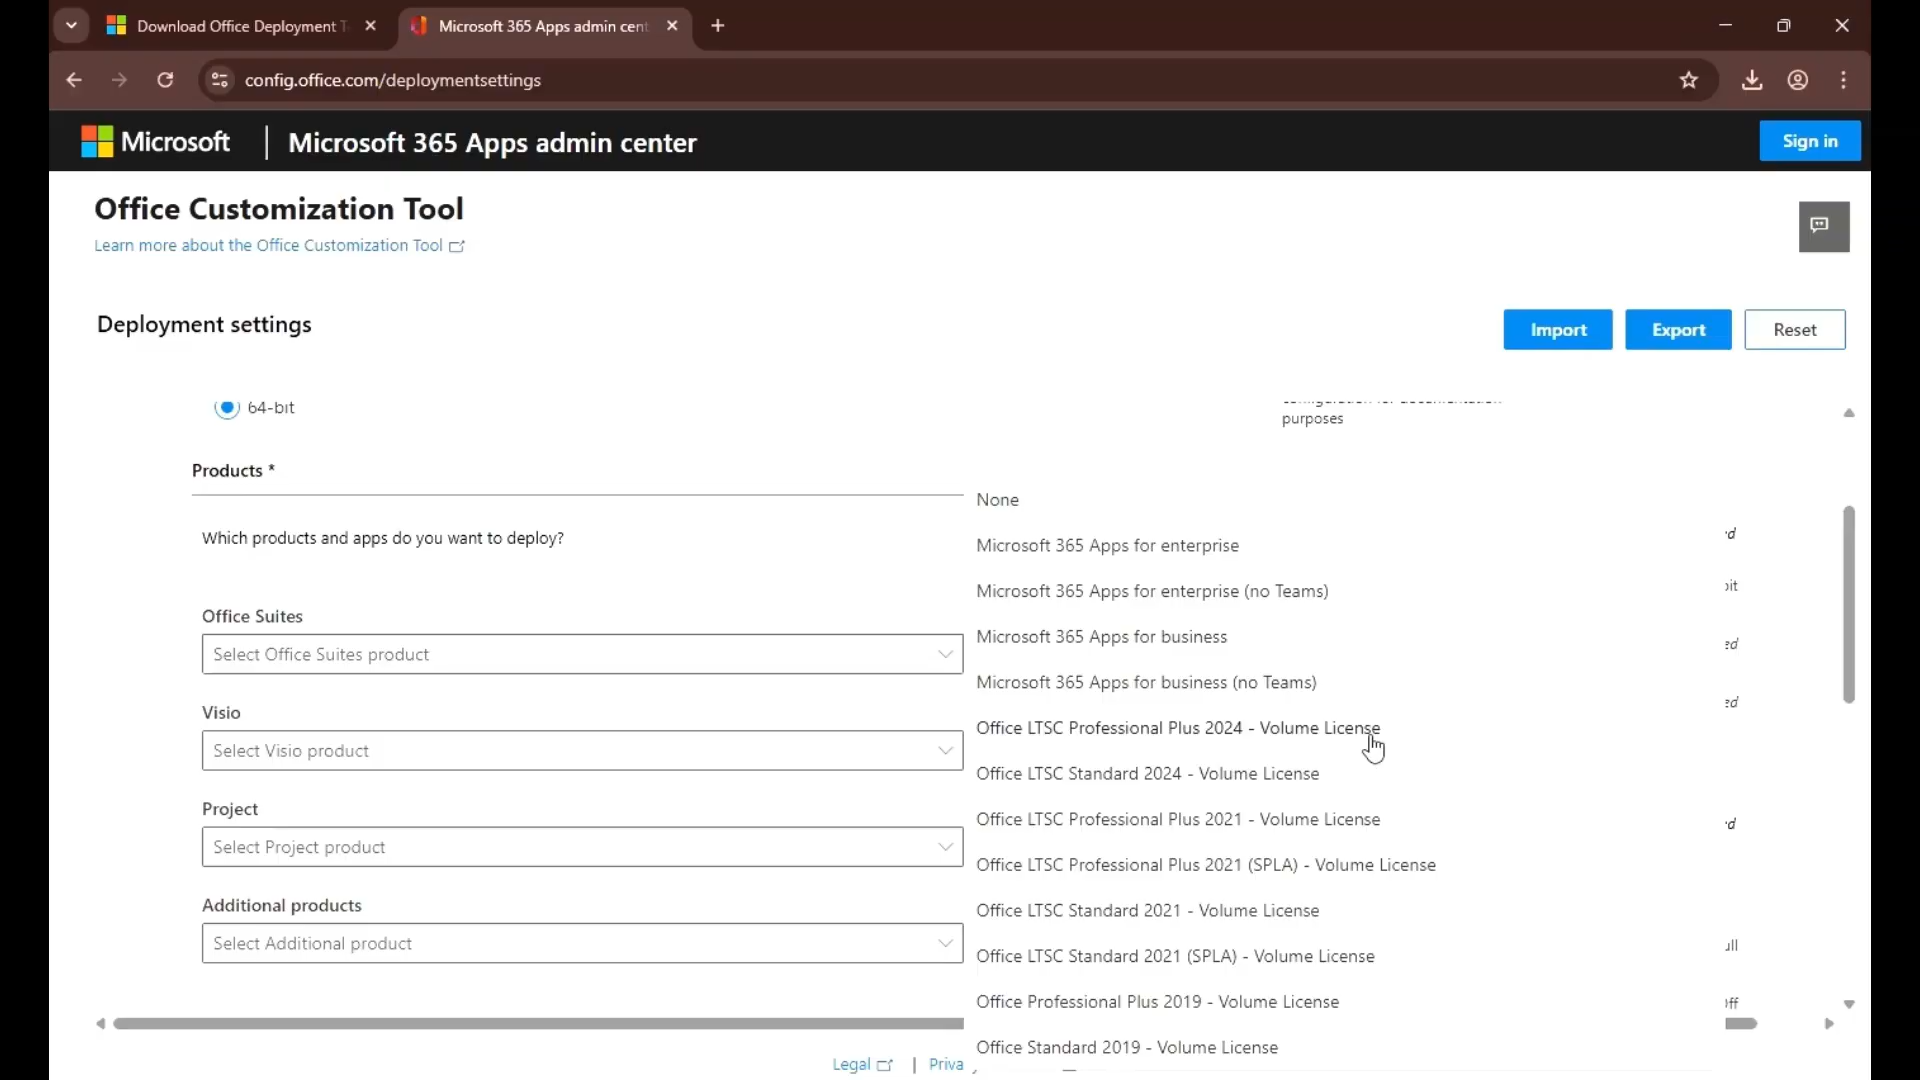 Download Office Deployment T
Microsoft 365 Apps admin cent
config.office.com/deploymentsettings
Microsoft
Microsoft 365 Apps admin center
Sign in
Office Customization Tool
Learn more about the Office Customization Tool
Deployment settings
Import
Export
Reset
64-bit
purposes
Products *
Which products and apps do you want to deploy?
Office Suites
Select Office Suites product
Visio
Select Visio product
Project
Select Project product
Additional products
Select Additional product
None
Microsoft 365 Apps for enterprise
Microsoft 365 Apps for enterprise (no Teams)
Microsoft 365 Apps for business
Microsoft 365 Apps for business (no Teams)
Office LTSC Professional Plus 2024 - Volume License
Office LTSC Standard 2024 - Volume License
Office LTSC Professional Plus 2021 - Volume License
Office LTSC Professional Plus 2021 (SPLA) - Volume License
Office LTSC Standard 2021 - Volume License
Office LTSC Standard 2021 (SPLA) - Volume License
Office Professional Plus 2019 - Volume License
Office Standard 2019 - Volume License
Legal | Priva